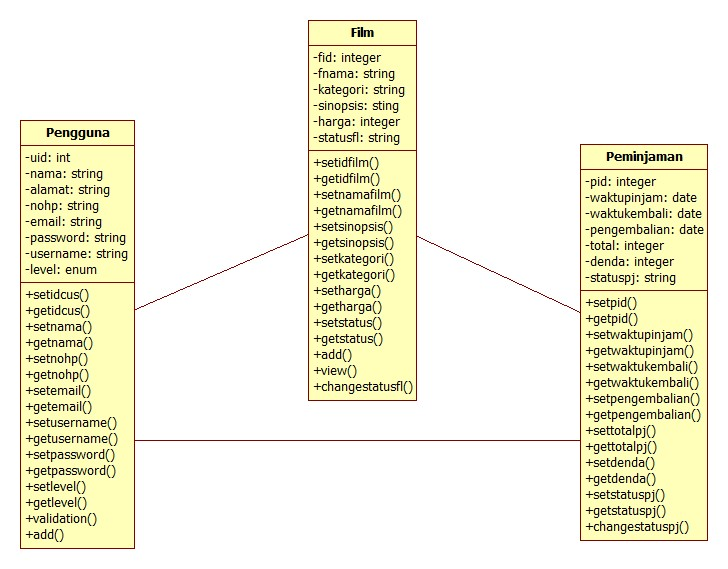 Film
-fid: integer
-fnama: string
-kategori: string
-sinopsis: sting
-harga: integer
-statusfl: string
+setidfilm()
+getidfilm()
+setnamafilm()
+getnamafilm()
+setsinopsis()
+getsinopsis()
+setkategori()
+getkategori()
+setharga()
+getharga()
+setstatus()
+getstatus()
+add()
+view()
+changestatusfl()
Pengguna
-uid: int
-nama: string
-alamat: string
-nohp: string
-email: string
-password: string
-username: string
-level: enum
+setidcus()
+getidcus()
+setnama()
+getnama()
+setnohp()
+getnohp()
+setemail()
+getemail()
+setusername()
+getusername()
+setpassword()
+getpassword()
+setlevel()
+getlevel()
+validation()
+add()
Peminjaman
-pid: integer
-waktupinjam: date
-waktukembali: date
-pengembalian: date
-total: integer
-denda: integer
-statuspj: string
+setpid()
+getpid()
+setwaktupinjam()
+getwaktupinjam()
+setwaktukembali()
+getwaktukembali()
+setpengembalian()
+getpengembalian()
+settotalpj()
+gettotalpj()
+setdenda()
+getdenda()
+setstatuspj()
+getstatuspj()
+changestatuspj()